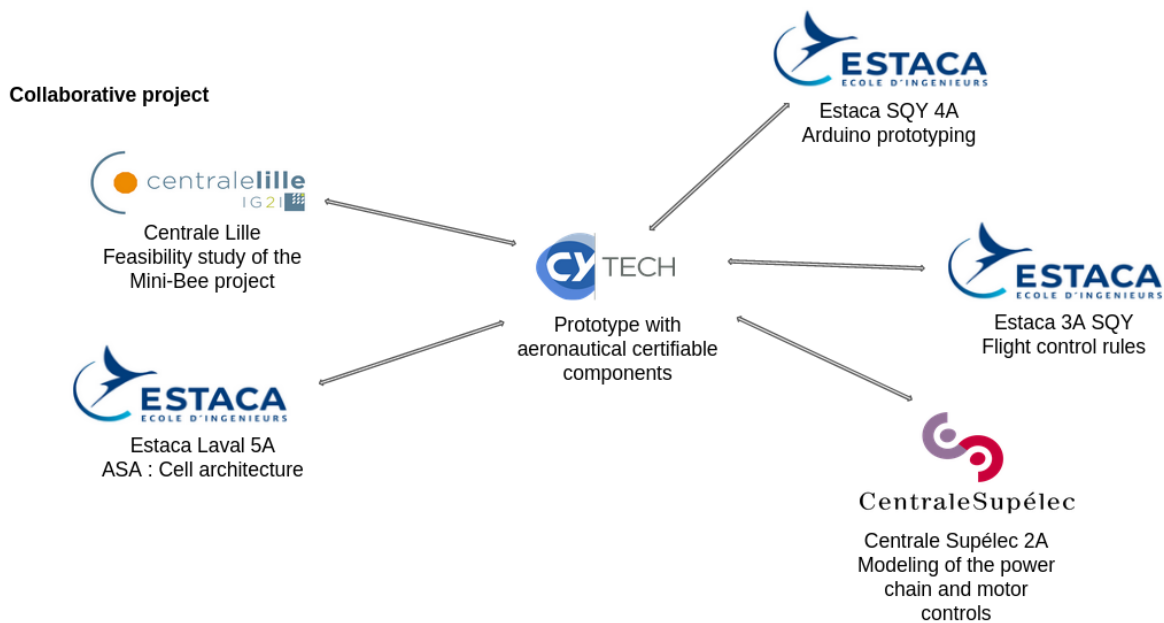 Collaborative project
centralelille
IG2I
Centrale Lille
Feasibility study of the
Mini-Bee project
ESTACA
ECOLE D'INGENIEURS
Estaca Laval 5A
ASA : Cell architecture
CY TECH
Prototype with
aeronautical certifiable
components
ESTACA
ECOLE D'INGENIEURS
Estaca SQY 4A
Arduino prototyping
ESTACA
ECOLE D'INGENIEURS
Estaca 3A SQY
Flight control rules
CentraleSupélec
Centrale Supélec 2A
Modeling of the power
chain and motor
controls